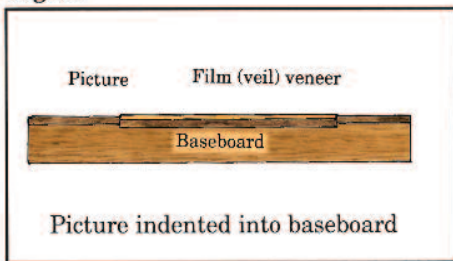 Picture Film (veil) veneer
Baseboard
Picture indented into baseboard